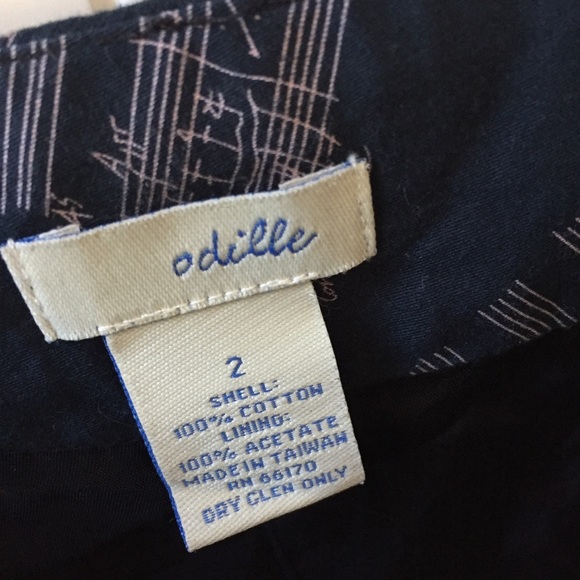 odille
2
SHELL:
100% COTTON
LINING:
100% ACETATE
MADE IN TAIWAN
RN 66170
DRY CLEN ONLY